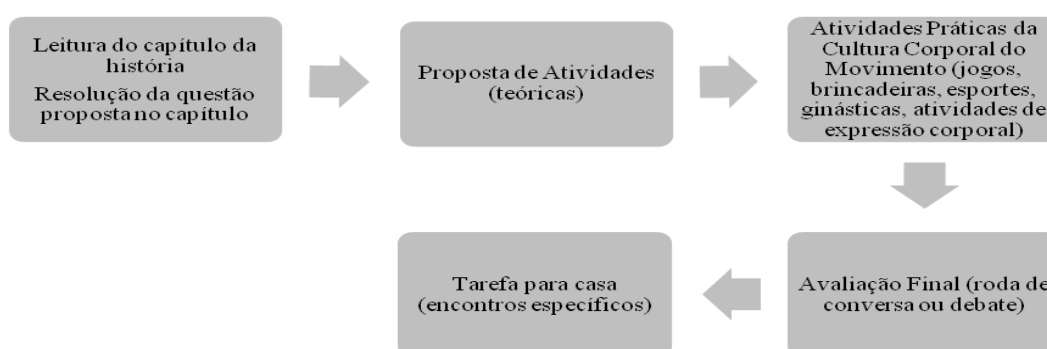 Leitura do capítulo da
história
Resolução da questão
proposta no capítulo
Proposta de Atividades
(teóricas)
Atividades Práticas da
Cultura Corporal do
Movimento (jogos,
brincadeiras, esportes,
ginásticas, atividades de
expressão corporal)
Avaliação Final (roda de
conversa ou debate)
Tarefa para casa
(encontros específicos)